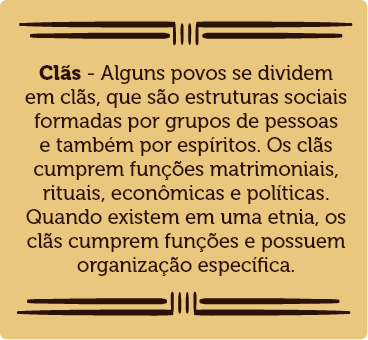 Clãs - Alguns povos se dividem
em clãs, que são estruturas sociais
formadas por grupos de pessoas
e também por espíritos. Os clãs
cumprem funções matrimoniais,
rituais, econômicas e políticas.
Quando existem em uma etnia, os
clãs cumprem funções e possuem
organização específica.